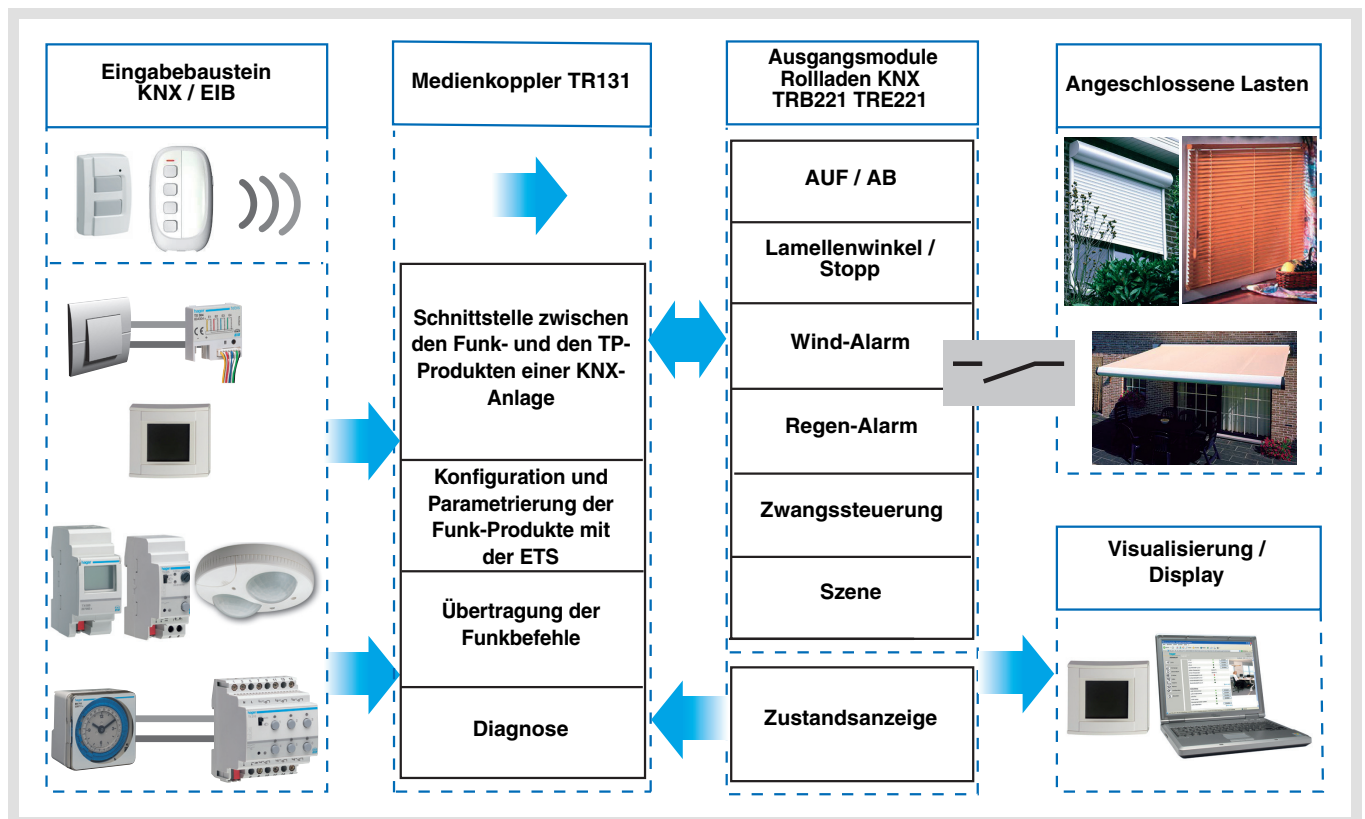 Eingabebaustein
KNX / EIB
Medienkoppler TR131
Ausgangsmodule
Rollladen KNX
TRB221 TRE221
Angeschlossene Lasten
AUF / AB
Lamellenwinkel /
Stopp
Schnittstelle zwischen
den Funk- und den TP-
Produkten einer KNX-
Anlage
Wind-Alarm
Regen-Alarm
Konfiguration und
Parametrierung der
Funk-Produkte mit
der ETS
Zwangssteuerung
Visualisierung /
Display
Szene
Übertragung der
Funkbefehle
Zustandsanzeige
Diagnose